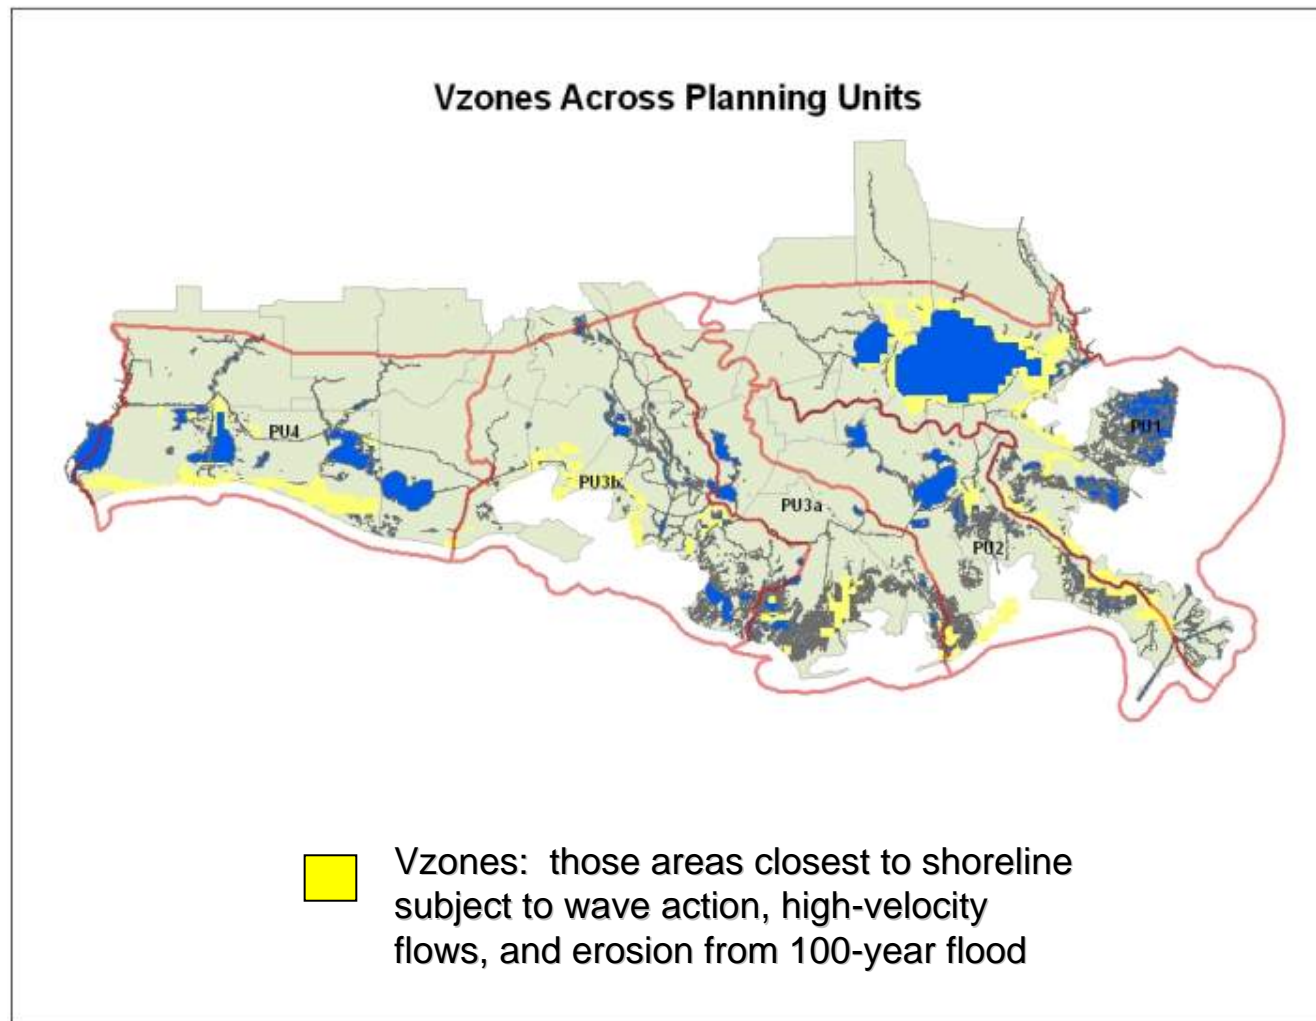 Vzones Across Planning Units
PU1
PU4
PU3b
PU3a
PU2
Vzones: those areas closest to shoreline
subject to wave action, high-velocity
flows, and erosion from 100-year flood